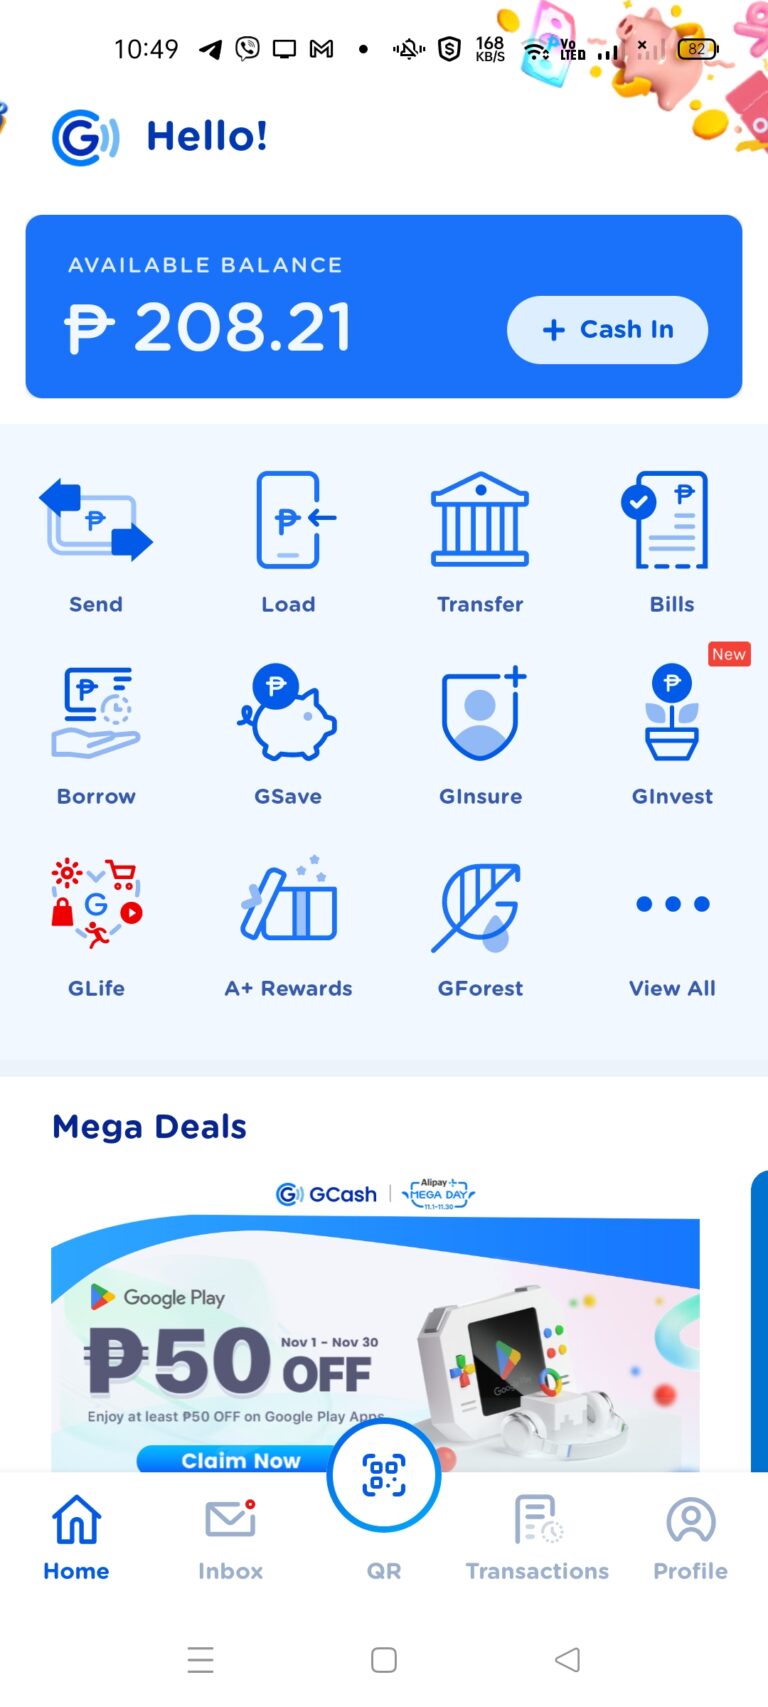 10:49 168 KB/S Vo LTED 82
Hello!
AVAILABLE BALANCE
₱ 208.21
+ Cash In
Send Load Transfer Bills
New
Borrow GSave GInsure GInvest
GLife A+ Rewards GForest View All
Mega Deals
GCash | Alipay+ MEGA DAY 11.1-11.30
Google Play
₱50 OFF Nov 1 - Nov 30
Enjoy at least ₱50 OFF on Google Play Apps
Claim Now
Home Inbox QR Transactions Profile